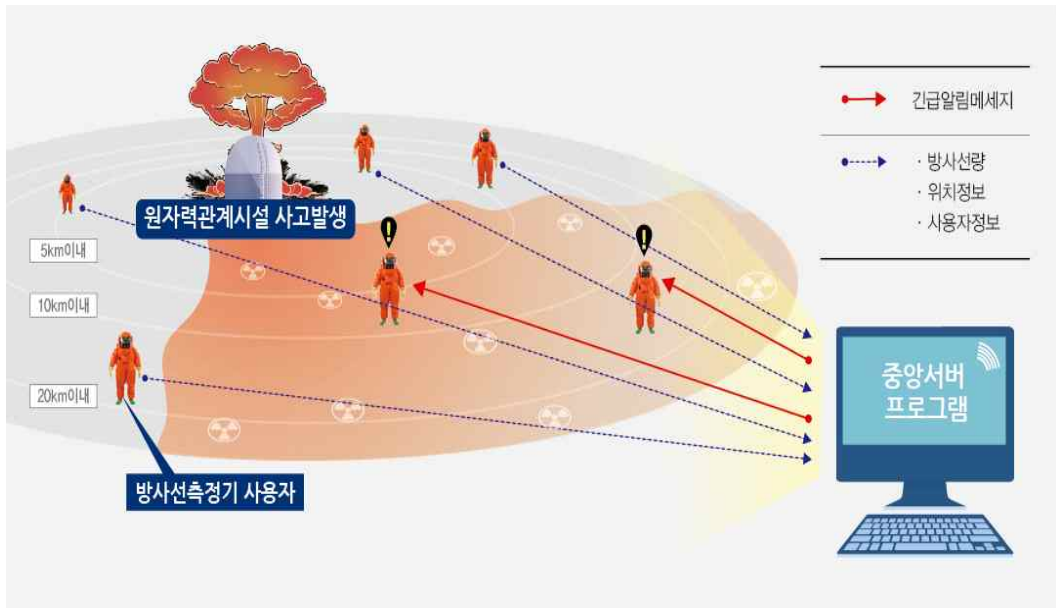 긴급알림메세지
· 방사선량
· 위치정보
· 사용자정보
원자력관계시설 사고발생
5km이내
10km이내
20km이내
방사선측정기 사용자
중앙서버
프로그램